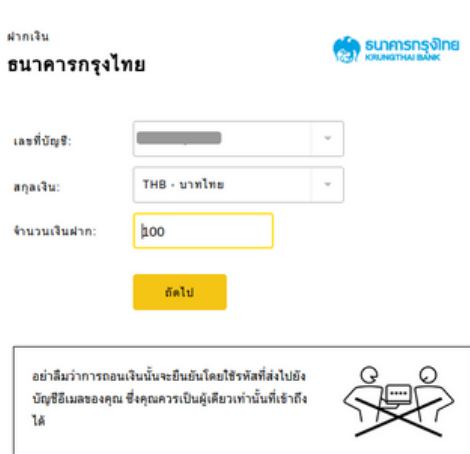 ฝากเงิน
ธนาคารกรุงไทย
ธนาคารกรุงไทย
KRUNGTHAI BANK
เลขที่บัญชี:
สกุลเงิน:
THB - บาทไทย
จำนวนเงินฝาก:
100
ถัดไป
อย่าลืมว่าการถอนเงินนั้นจะยืนยันโดยใช้รหัสที่ส่งไปยัง
บัญชีอีเมลของคุณ ซึ่งคุณควรเป็นผู้เดียวเท่านั้นที่เข้าถึง
ได้